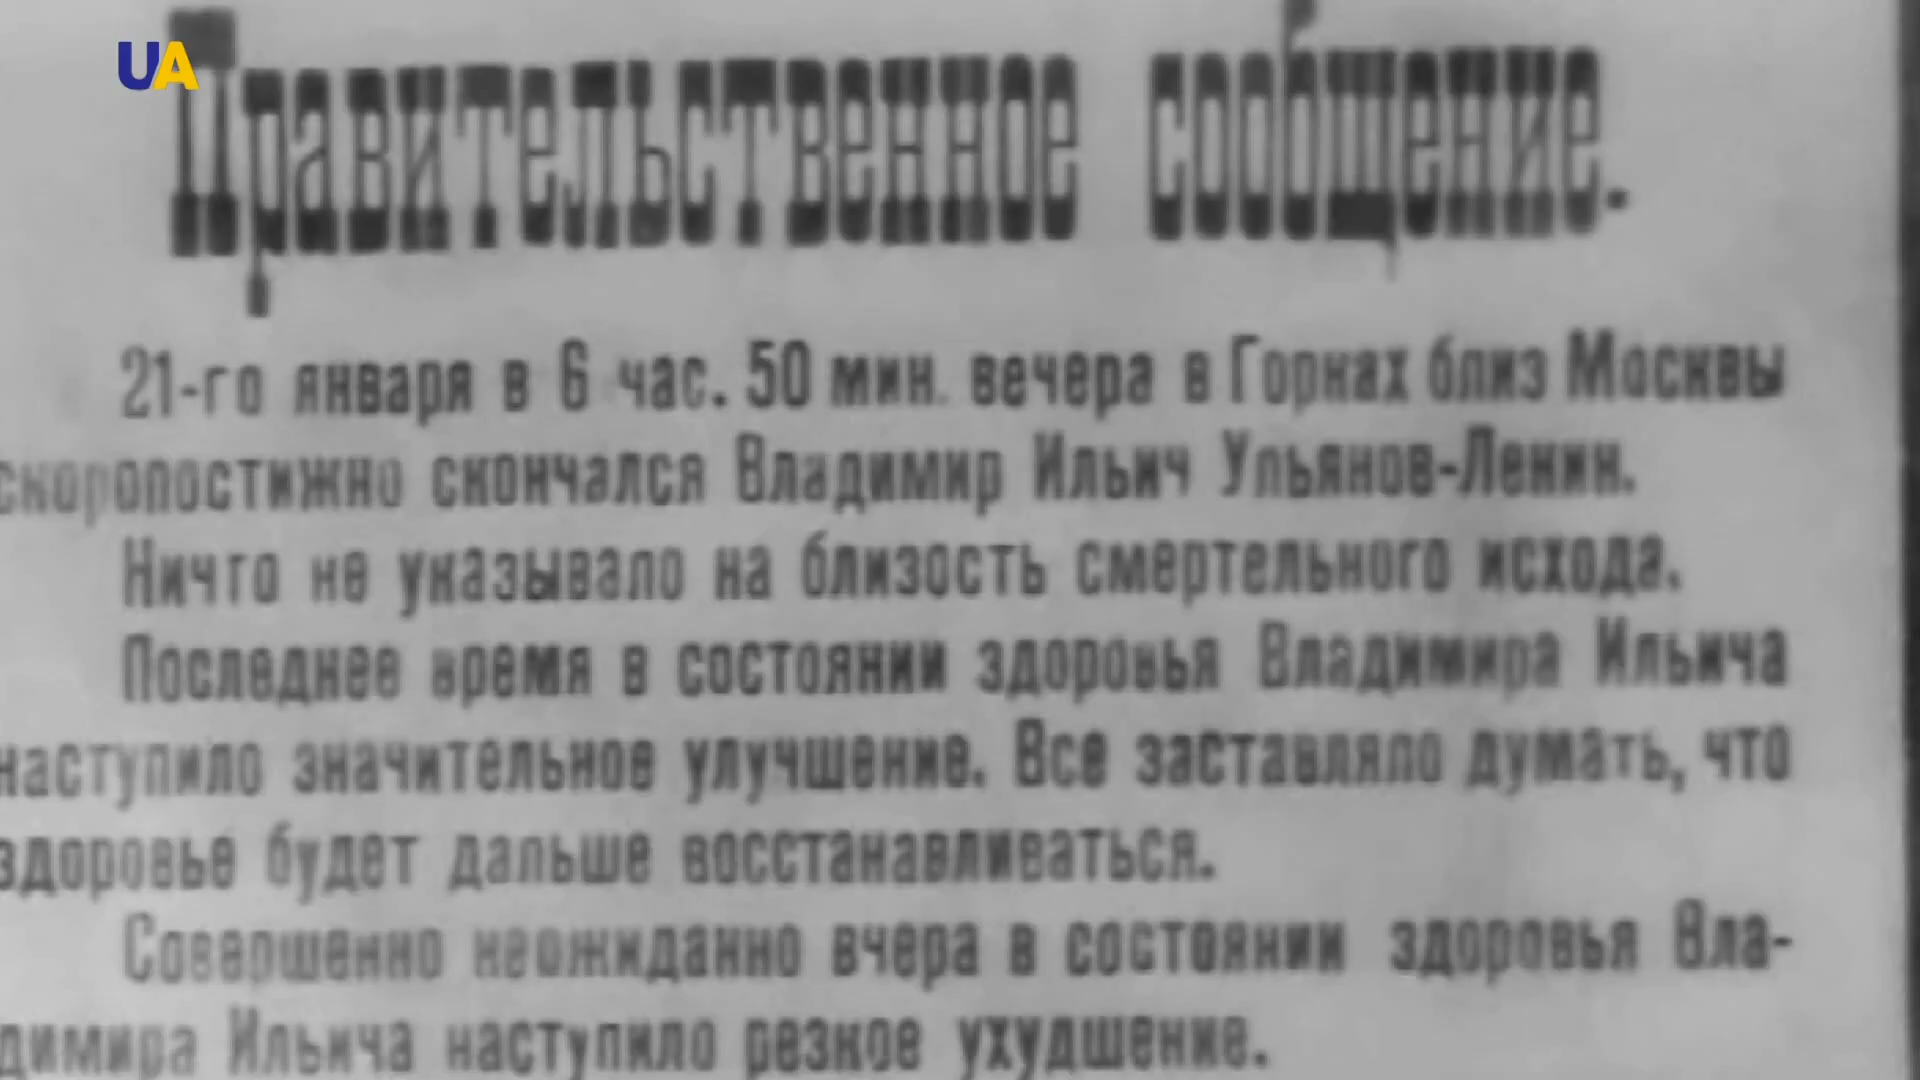 UA
Правительственное сообщение.
21-го января в 6 час. 50 мин. вечера в Горках близ Москвы
скоропостижно скончался Владимир Ильич Ульянов-Ленин.
Ничго не указывало на близость смертельного исхода.
Последнее время в состоянии здоровья Владимира Ильича
наступило значительное улучшение. Все заставляло думать, что
здоровье будет дальше восстанавливаться.
Совершенно неожиданно вчера в состоянии здоровья Вла-
димира Ильича наступило резкое ухудшение.